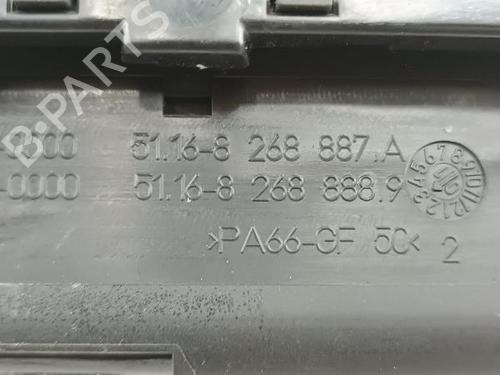 -0000 51.16-8 268 887.A
-0000 51.16-8 268 888.9
>PA66-GF 50< 2
B-PARTS